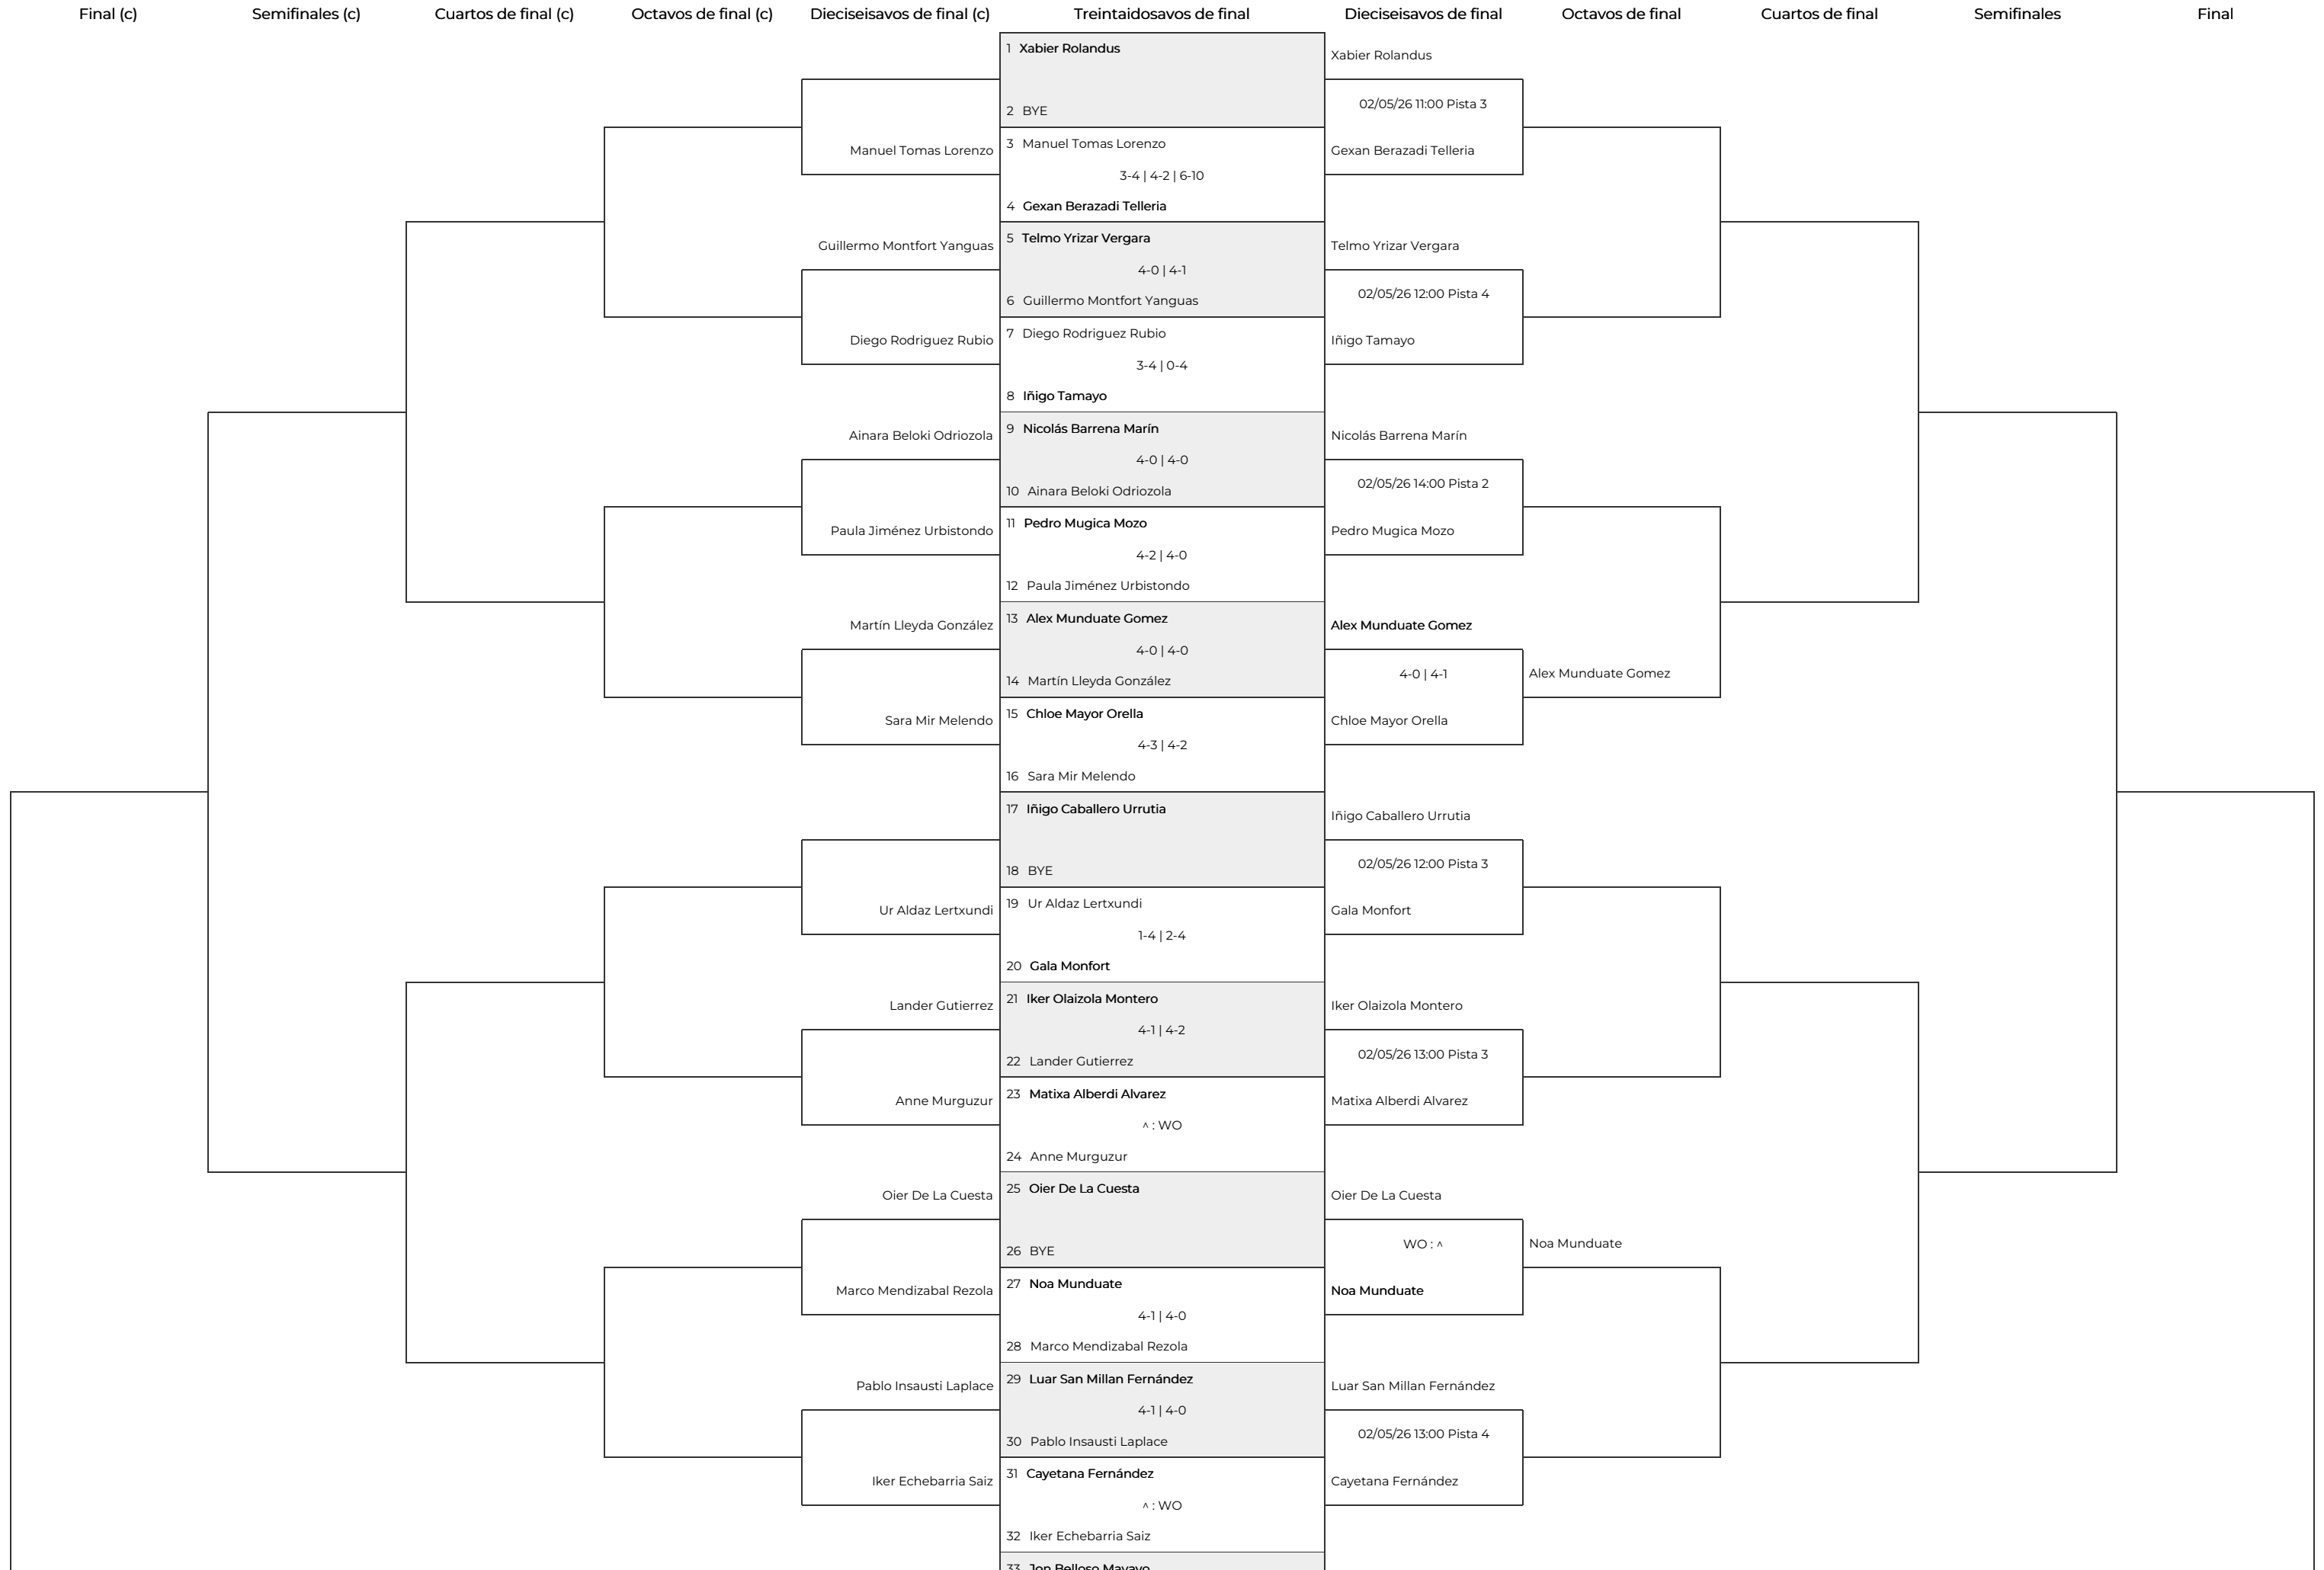 Final (c) Semifinales (c) Cuartos de final (c) Octavos de final (c) Dieciseisavos de final (c) Treintaidosavos de final Dieciseisavos de final Octavos de final Cuartos de final Semifinales Final
1 Xabier Rolandus
Xabier Rolandus
02/05/26 11:00 Pista 3
2 BYE
3 Manuel Tomas Lorenzo
Manuel Tomas Lorenzo
Gexan Berazadi Telleria
3-4 | 4-2 | 6-10
4 Gexan Berazadi Telleria
5 Telmo Yrizar Vergara
Guillermo Montfort Yanguas
Telmo Yrizar Vergara
4-0 | 4-1
02/05/26 12:00 Pista 4
6 Guillermo Montfort Yanguas
7 Diego Rodriguez Rubio
Diego Rodriguez Rubio
Iñigo Tamayo
3-4 | 0-4
8 Iñigo Tamayo
9 Nicolás Barrena Marín
Ainara Beloki Odriozola
Nicolás Barrena Marín
4-0 | 4-0
02/05/26 14:00 Pista 2
10 Ainara Beloki Odriozola
11 Pedro Mugica Mozo
Paula Jiménez Urbistondo
Pedro Mugica Mozo
4-2 | 4-0
12 Paula Jiménez Urbistondo
13 Alex Munduate Gomez
Martín Lleyda González
Alex Munduate Gomez
4-0 | 4-0
4-0 | 4-1
Alex Munduate Gomez
14 Martín Lleyda González
15 Chloe Mayor Orella
Sara Mir Melendo
Chloe Mayor Orella
4-3 | 4-2
16 Sara Mir Melendo
17 Iñigo Caballero Urrutia
Iñigo Caballero Urrutia
02/05/26 12:00 Pista 3
18 BYE
19 Ur Aldaz Lertxundi
Ur Aldaz Lertxundi
Gala Monfort
1-4 | 2-4
20 Gala Monfort
21 Iker Olaizola Montero
Lander Gutierrez
Iker Olaizola Montero
4-1 | 4-2
02/05/26 13:00 Pista 3
22 Lander Gutierrez
23 Matixa Alberdi Alvarez
Anne Murguzur
Matixa Alberdi Alvarez
^ : WO
24 Anne Murguzur
25 Oier De La Cuesta
Oier De La Cuesta
Oier De La Cuesta
WO : ^
Noa Munduate
26 BYE
27 Noa Munduate
Marco Mendizabal Rezola
Noa Munduate
4-1 | 4-0
28 Marco Mendizabal Rezola
29 Luar San Millan Fernández
Pablo Insausti Laplace
Luar San Millan Fernández
4-1 | 4-0
02/05/26 13:00 Pista 4
30 Pablo Insausti Laplace
31 Cayetana Fernández
Iker Echebarria Saiz
Cayetana Fernández
^ : WO
32 Iker Echebarria Saiz
33 Jon Belloso Mayayo